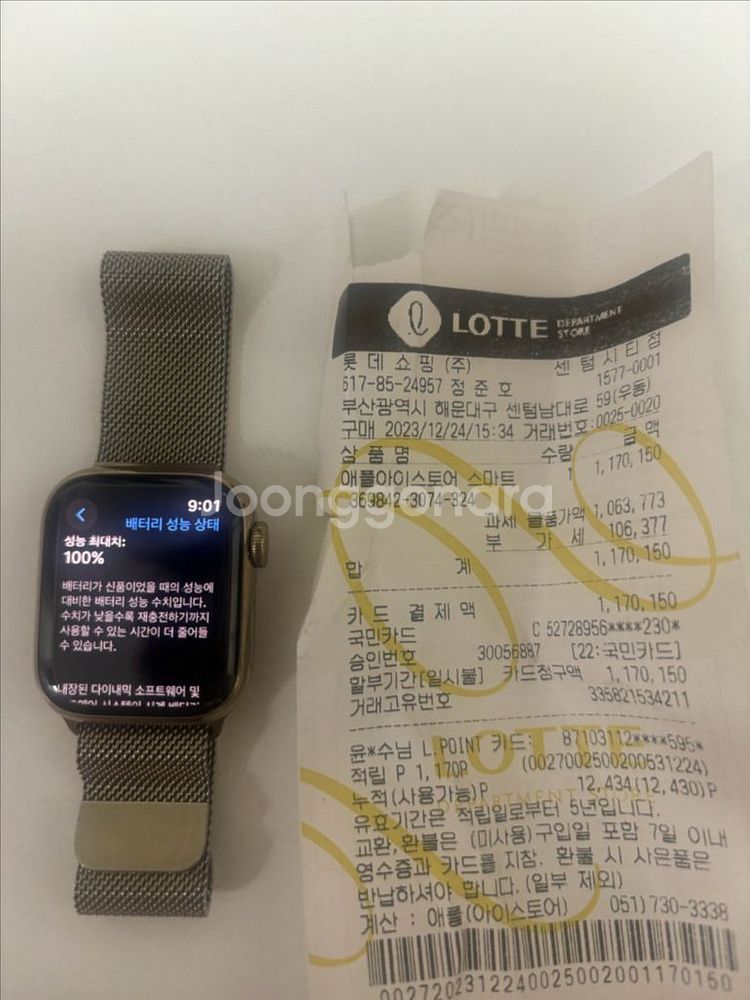 9:01
배터리 성능 상태
성능 최대치:
100%
배터리가 신품이었을 때의 성능에
대비한 배터리 성능 수치입니다.
수치가 낮을수록 재충전하기까지
사용할 수 있는 시간이 더 줄어들
수 있습니다.
내장된 다이내믹 소프트웨어 및
loonggonara
LOTTE DEPARTMENT STORE
롯데쇼핑(주) 센텀시티점
617-85-24957 정준호 1577-0001
부산광역시 해운대구 센텀남대로 59(우동)
구매 2023/12/24/15:34 거래번호:0025-0020
상품명 수량 금액
애플아이스토어 스마트 1 1,170,150
369842-3074-324
과세 물품가액 1,063,773
부 가 세 106,377
합 계 1,170,150
카드 결제액 1,170,150
국민카드 C 52728956****230*
승인번호 30056887 [22:국민카드]
할부기간[일시불] 카드청구액 1,170,150
거래고유번호 335821534211
윤*수님 L.POINT 카드: 87103112****595*
적립 P 1,170P (0027002500200531224)
누적(사용가능)P 12,434(12,430)P
유효기간은 적립일로부터 5년입니다.
교환,환불은 (미사용)구입일 포함 7일 이내
영수증과 카드를 지참. 환불 시 사은품은
반납하셔야 합니다.(일부 제외)
계산 : 애플(아이스토어) 051)730-3338
00272023122400250020011​70150